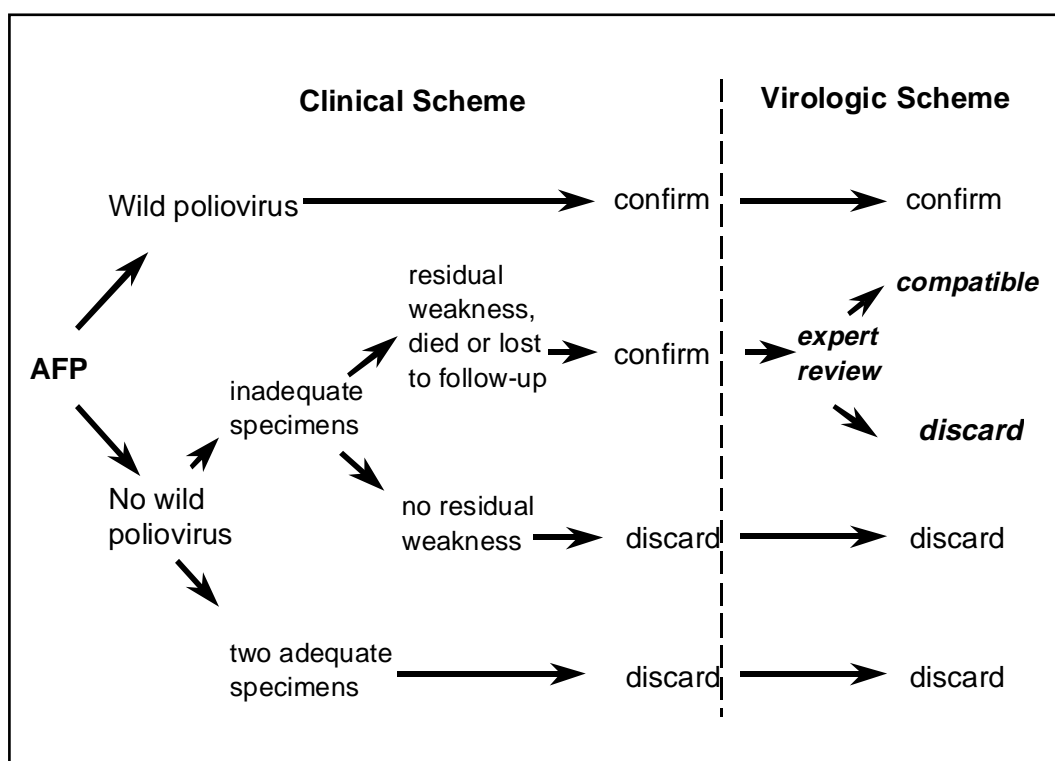 Clinical Scheme
Virologic Scheme
Wild poliovirus
confirm
confirm
residual
weakness,
died or lost
to follow-up
confirm
compatible
expert
review
discard
AFP
inadequate
specimens
No wild
poliovirus
no residual
weakness
discard
discard
two adequate
specimens
discard
discard